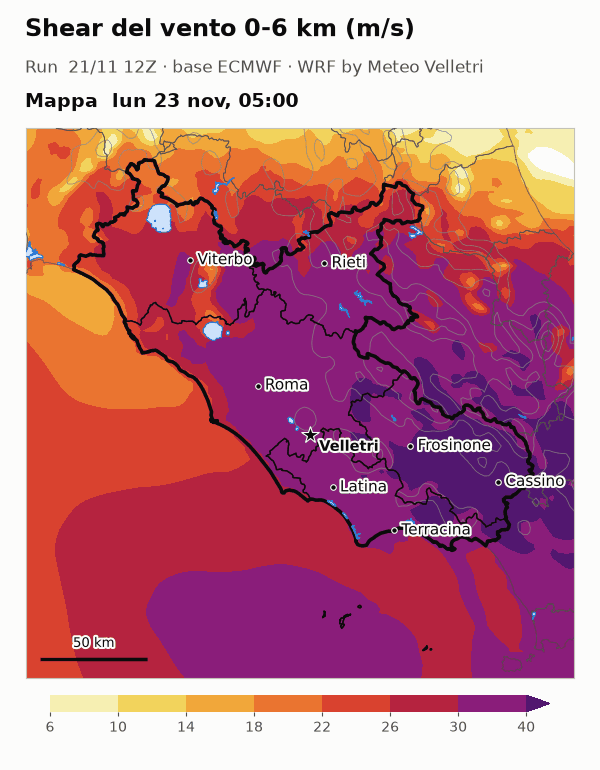 Shear del vento 0-6 km (m/s)
Run  21/11 12Z · base ECMWF · WRF by Meteo Velletri
Mappa  lun 23 nov, 05:00
Viterbo
Rieti
Roma
Velletri
Frosinone
Latina
Cassino
Terracina
50 km
6 10 14 18 22 26 30 40